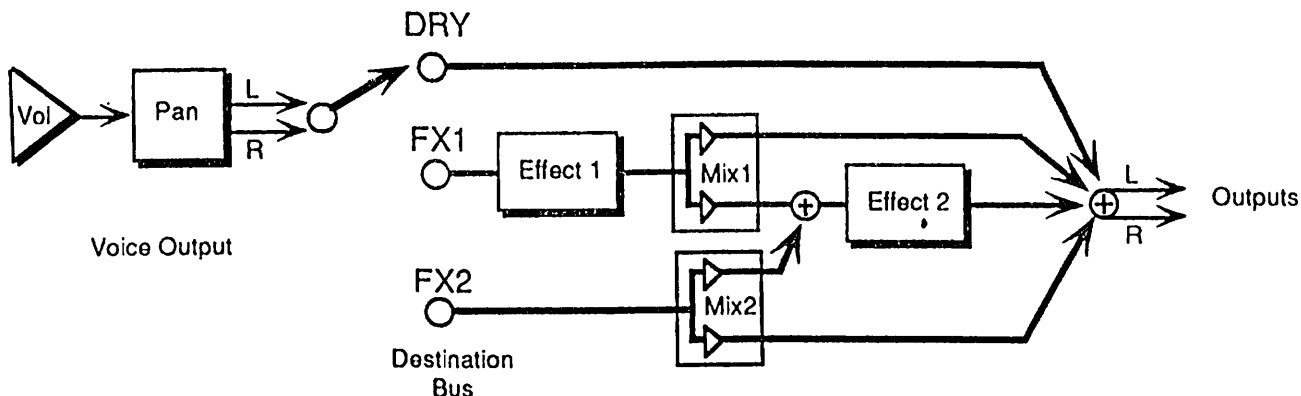 DRY
Vol
Pan
L
R
FX1
Effect 1
Mix1
+
Effect 2
+
L
R
Outputs
Voice Output
FX2
Mix2
Destination
Bus